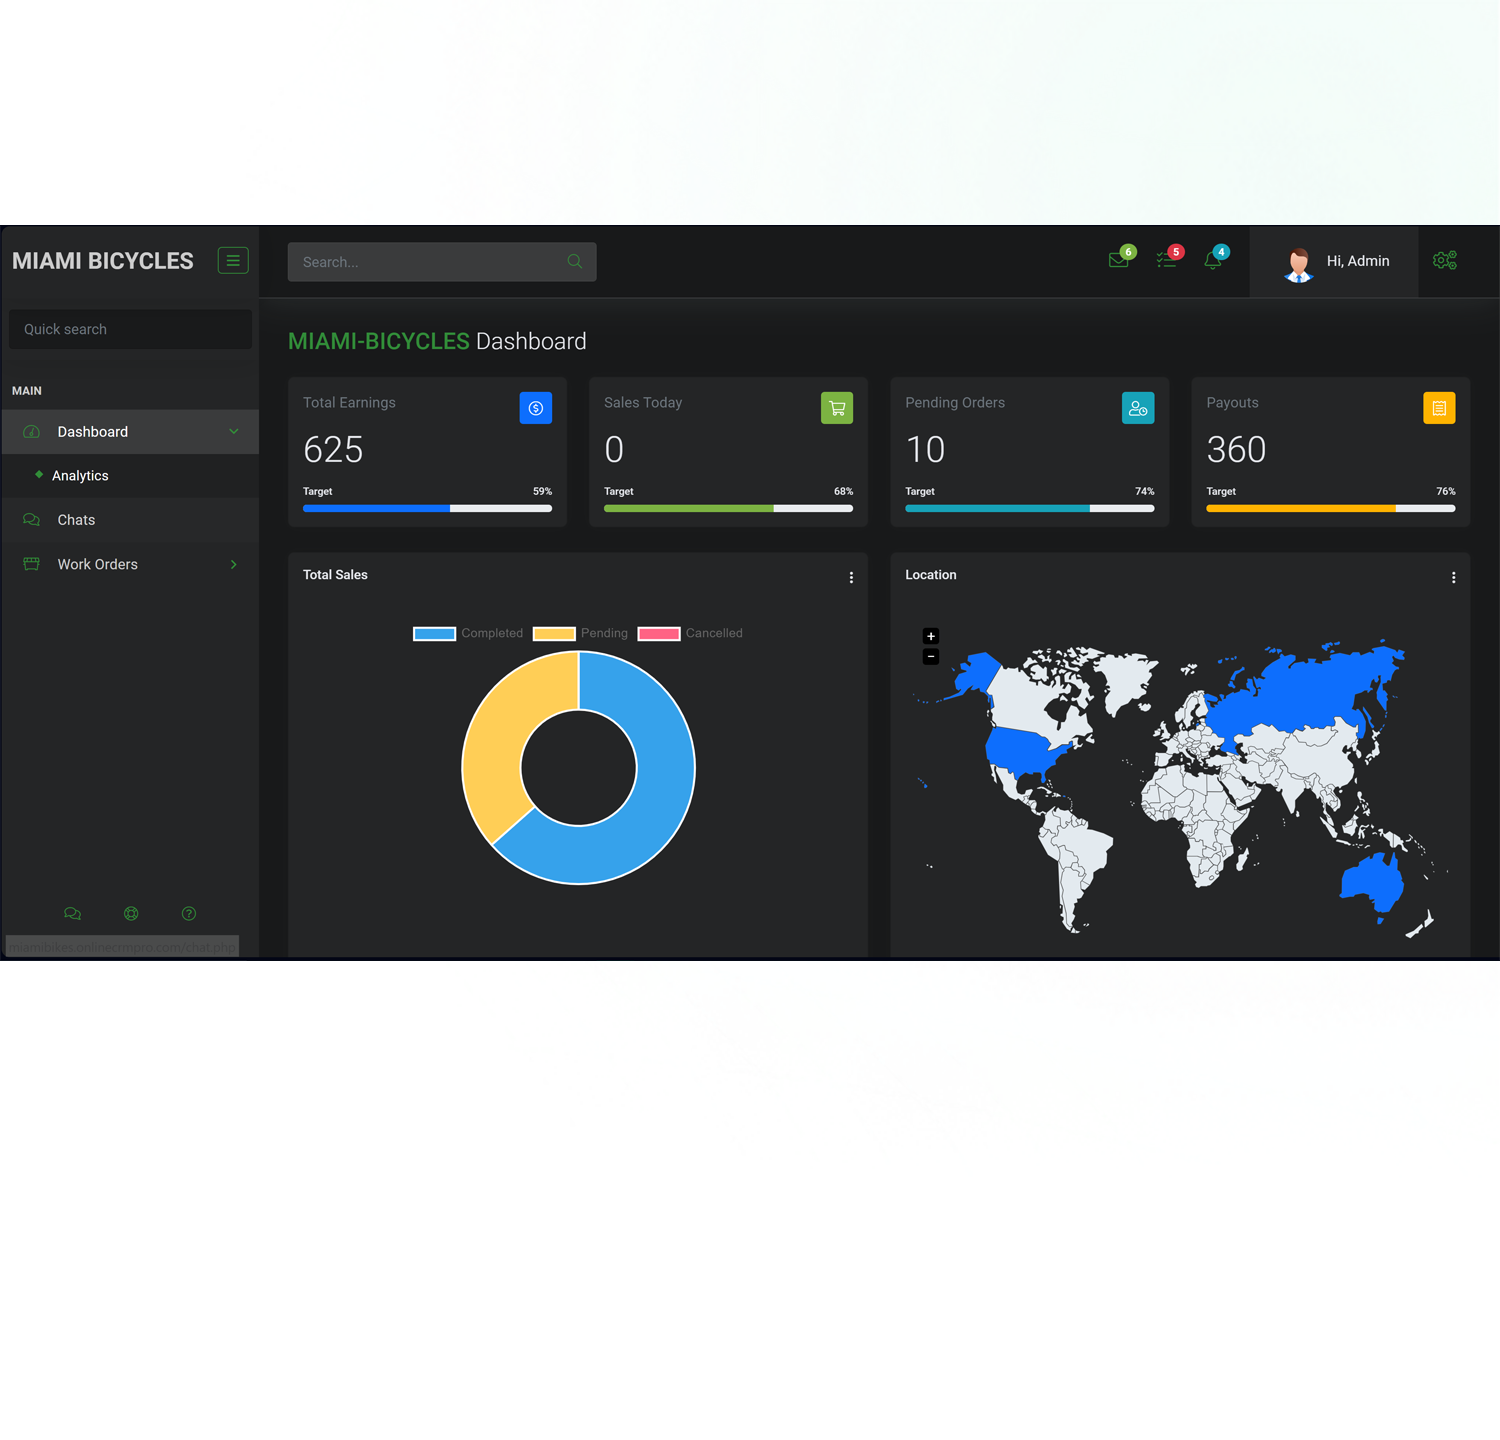 MIAMI BICYCLES
Search...
6
5
4
Hi, Admin
Quick search
MAIN
Dashboard
Analytics
Chats
Work Orders
miamibikes.onlinecrmpro.com/chat.php
MIAMI-BICYCLES Dashboard
Total Earnings
625
Target 59%
Sales Today
0
Target 68%
Pending Orders
10
Target 74%
Payouts
360
Target 76%
Total Sales
Completed Pending Cancelled
Location
+
−